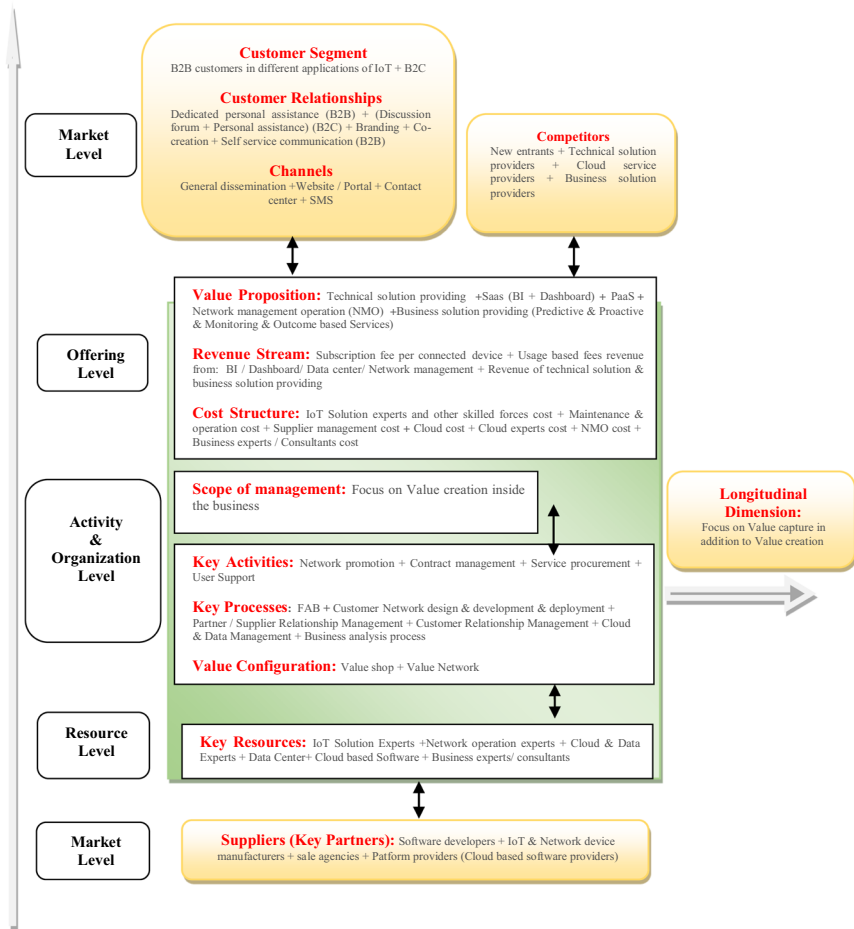 Customer Segment
B2B customers in different applications of IoT + B2C
Customer Relationships
Dedicated personal assistance (B2B) + (Discussion
forum + Personal assistance) (B2C) + Branding + Co-
creation + Self service communication (B2B)
Channels
General dissemination +Website / Portal + Contact
center + SMS
Market
Level
Competitors
New entrants + Technical solution
providers + Cloud service
providers + Business solution
providers
Value Proposition: Technical solution providing +Saas (BI + Dashboard) + PaaS +
Network management operation (NMO) +Business solution providing (Predictive & Proactive
& Monitoring & Outcome based Services)
Offering
Level
Revenue Stream: Subscription fee per connected device + Usage based fees revenue
from: BI / Dashboard/ Data center/ Network management + Revenue of technical solution &
business solution providing
Cost Structure: IoT Solution experts and other skilled forces cost + Maintenance &
operation cost + Supplier management cost + Cloud cost + Cloud experts cost + NMO cost +
Business experts / Consultants cost
Scope of management: Focus on Value creation inside
the business
Activity
&
Organization
Level
Longitudinal
Dimension:
Focus on Value capture in
addition to Value creation
Key Activities: Network promotion + Contract management + Service procurement +
User Support
Key Processes: FAB + Customer Network design & development & deployment +
Partner / Supplier Relationship Management + Customer Relationship Management + Cloud
& Data Management + Business analysis process
Value Configuration: Value shop + Value Network
Resource
Level
Key Resources: IoT Solution Experts +Network operation experts + Cloud & Data
Experts + Data Center+ Cloud based Software + Business experts/ consultants
Market
Level
Suppliers (Key Partners): Software developers + IoT & Network device
manufacturers + sale agencies + Patform providers (Cloud based software providers)